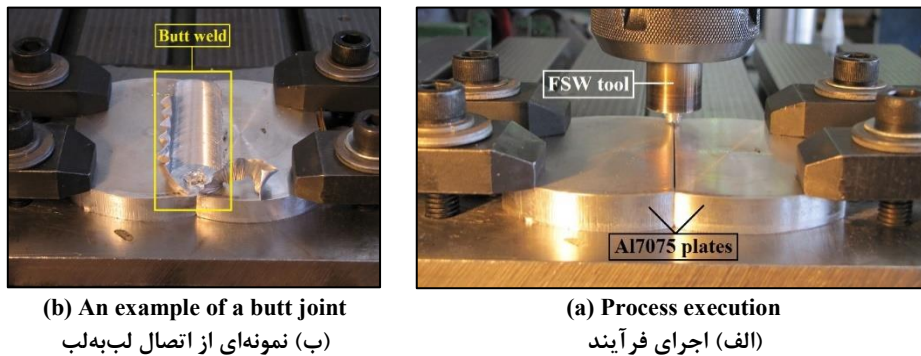 Butt weld
FSW tool
Al7075 plates
(b) An example of a butt joint
(ب) نمونه‌ای از اتصال لب‌به‌لب
(a) Process execution
(الف) اجرای فرآیند